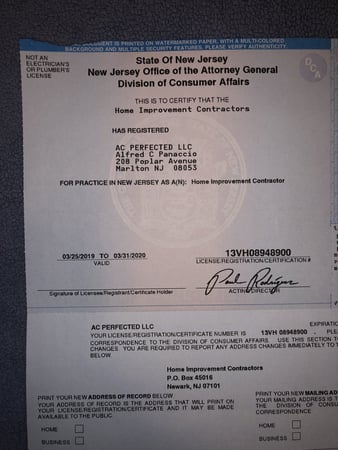 DOCUMENT IS PRINTED ON WATERMARKED PAPER, WITH A MULTI-COLORED
BACKGROUND AND MULTIPLE SECURITY FEATURES. PLEASE VERIFY AUTHENTICITY.
NOT AN
ELECTRICIAN'S
OR PLUMBER'S
LICENSE
State Of New Jersey
New Jersey Office of the Attorney General
Division of Consumer Affairs
DCA
THIS IS TO CERTIFY THAT THE
Home Improvement Contractors
HAS REGISTERED
AC PERFECTED LLC
Alfred C Panaccio
208 Poplar Avenue
Marlton NJ 08053
FOR PRACTICE IN NEW JERSEY AS A(N): Home Improvement Contractor
03/25/2019 TO 03/31/2020
VALID
13VH08948900
LICENSE/REGISTRATION/CERTIFICATION #
Signature of Licensee/Registrant/Certificate Holder
Paul Rodríguez
ACTING DIRECTOR
AC PERFECTED LLC
EXPIRATIO
YOUR LICENSE/REGISTRATION/CERTIFICATE NUMBER IS 13VH 08948900 . PLE
CORRESPONDENCE TO THE DIVISION OF CONSUMER AFFAIRS. USE THIS SECTION T
CHANGES. YOU ARE REQUIRED TO REPORT ANY ADDRESS CHANGES IMMEDIATELY TO T
BELOW.
Home Improvement Contractors
P.O. Box 45016
Newark, NJ 07101
PRINT YOUR NEW ADDRESS OF RECORD BELOW
YOUR ADDRESS OF RECORD IS THE ADDRESS THAT WILL PRINT ON
YOUR LICENSE/REGISTRATION/CERTIFICATE AND IT MAY BE MADE
AVAILABLE TO THE PUBLIC.
HOME
BUSINESS
PRINT YOUR NEW MAILING AD
YOUR MAILING ADDRESS IS THE
THE DIVISION OF CONSUME
CORRESPONDENCE
HOME
BUSINESS